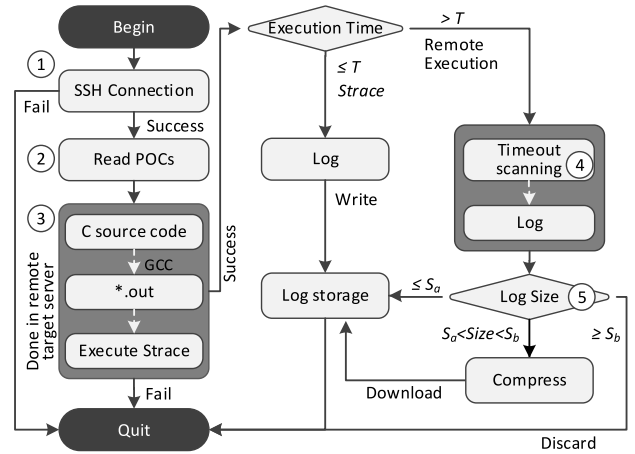 Begin
1
SSH Connection
Fail
Success
2
Read POCs
3
C source code
GCC
*.out
Execute Strace
Done in remote
target server
Success
Fail
Quit
Execution Time
≤ T
Strace
> T
Remote
Execution
Log
Write
Timeout
scanning
4
Log
Log storage
≤ Sa
Log Size
5
Sa<Size<Sb
≥ Sb
Compress
Download
Discard